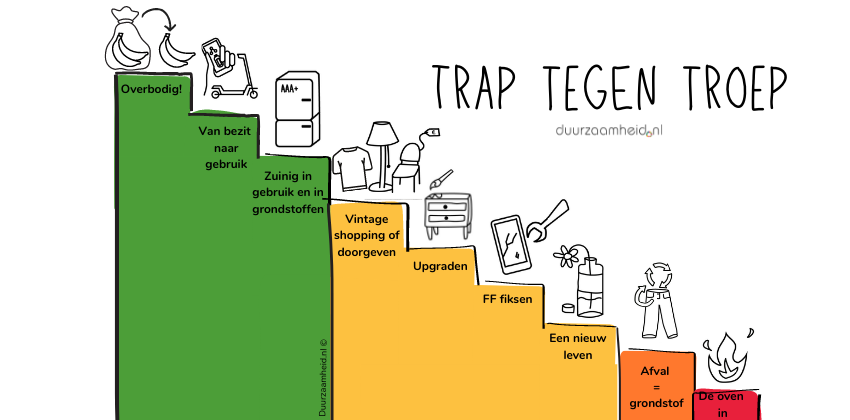 TRAP TEGEN TROEP
duurzaamheid.nl
Overbodig!
Van bezit
naar
gebruik
AAA+
Zuinig in
gebruik en in
grondstoffen
Vintage
shopping of
doorgeven
Upgraden
FF fiksen
Een nieuw
leven
Afval
=
grondstof
De oven
in
Duurzaamheid.nl ©